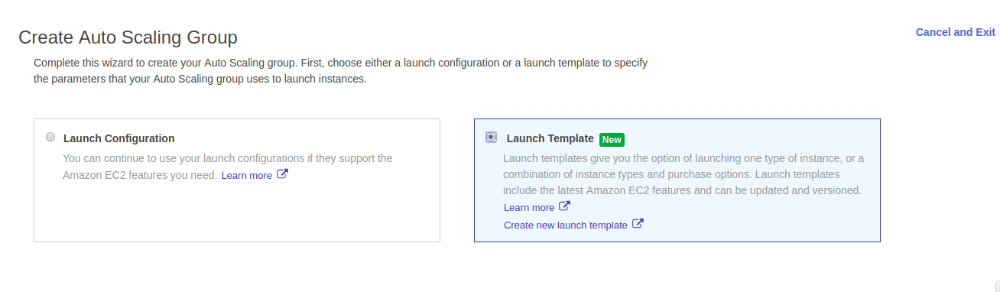 Create Auto Scaling Group
Cancel and Exit
Complete this wizard to create your Auto Scaling group. First, choose either a launch configuration or a launch template to specify
the parameters that your Auto Scaling group uses to launch instances.
Launch Configuration
You can continue to use your launch configurations if they support the
Amazon EC2 features you need. Learn more
Launch Template New
Launch templates give you the option of launching one type of instance, or a
combination of instance types and purchase options. Launch templates
include the latest Amazon EC2 features and can be updated and versioned.
Learn more
Create new launch template